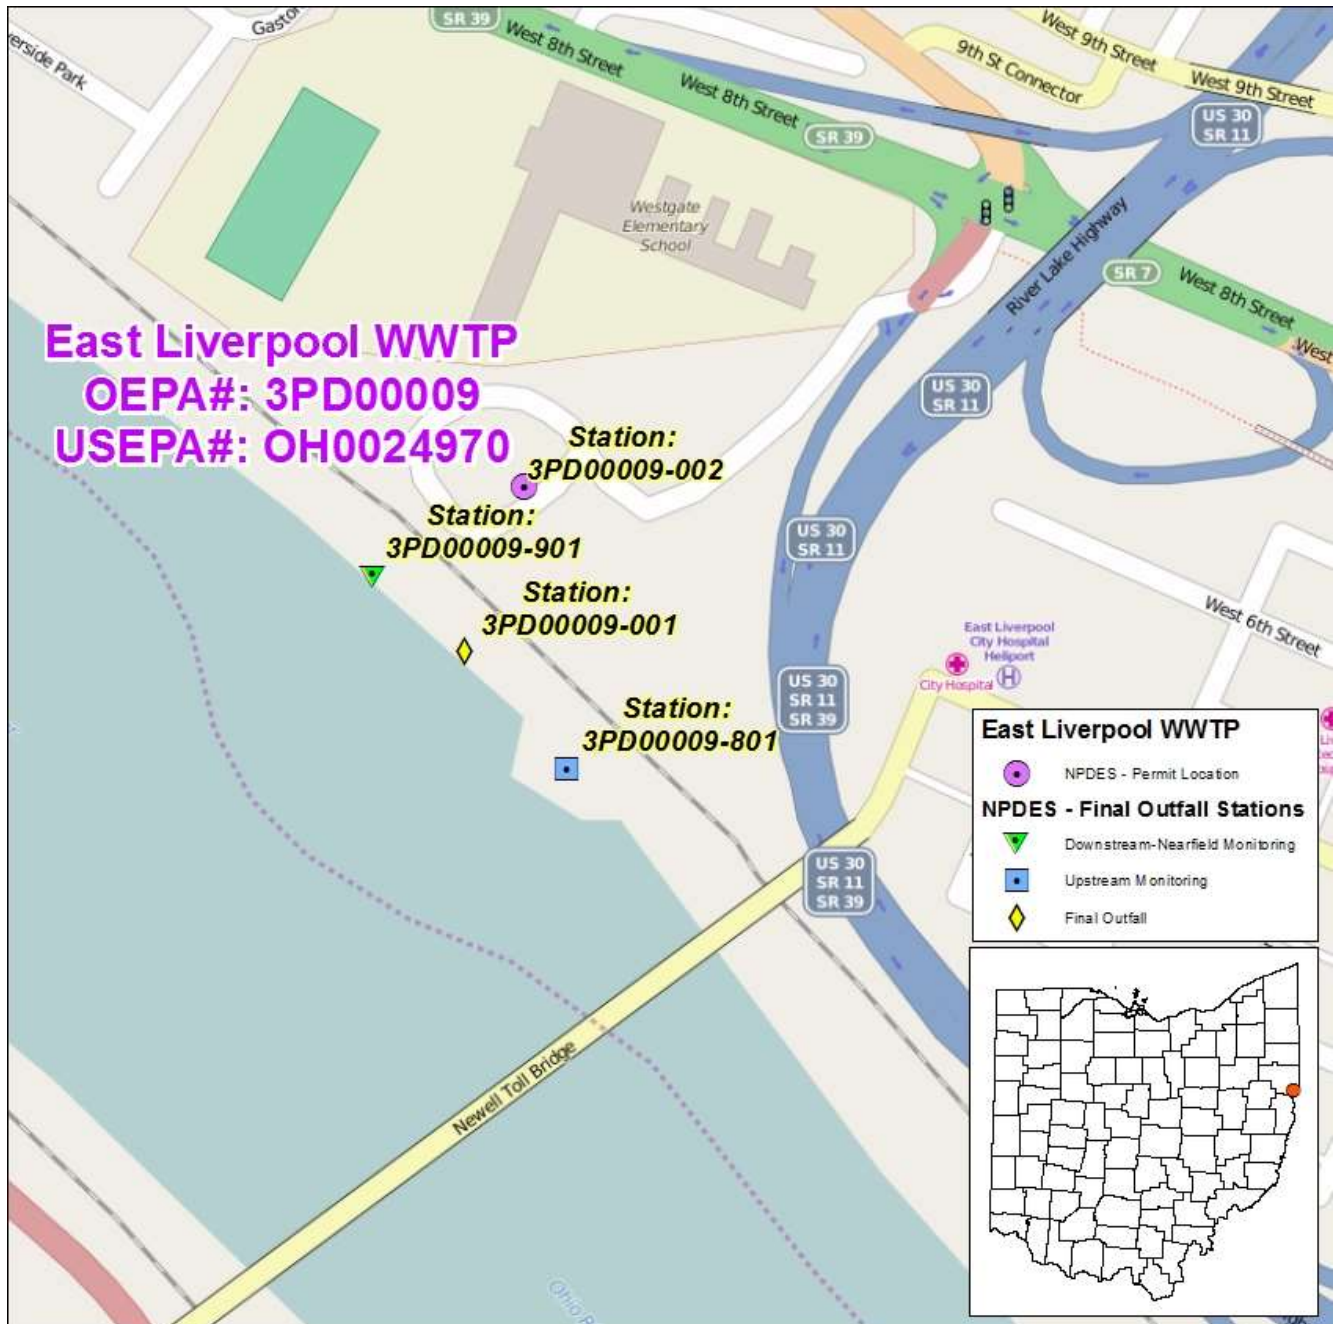 SR 39
Gaston
erside Park
West 8th Street
West 8th Street
SR 39
West 9th Street
9th St Connector
West 9th Street
US 30
SR 11
Westgate
Elementary
School
River Lake Highway
SR 7
West 8th Street
West
East Liverpool WWTP
OEPA#: 3PD00009
USEPA#: OH0024970
US 30
SR 11
Station:
3PD00009-002
Station:
3PD00009-901
US 30
SR 11
Station:
3PD00009-001
West 6th Street
East Liverpool
City Hospital
Heliport
H
City Hospital
US 30
SR 11
SR 39
Station:
3PD00009-801
East Liverpool WWTP
NPDES - Permit Location
NPDES - Final Outfall Stations
Downstream-Nearfield Monitoring
Upstream Monitoring
Final Outfall
US 30
SR 11
SR 39
Newell Toll Bridge
Ohio R